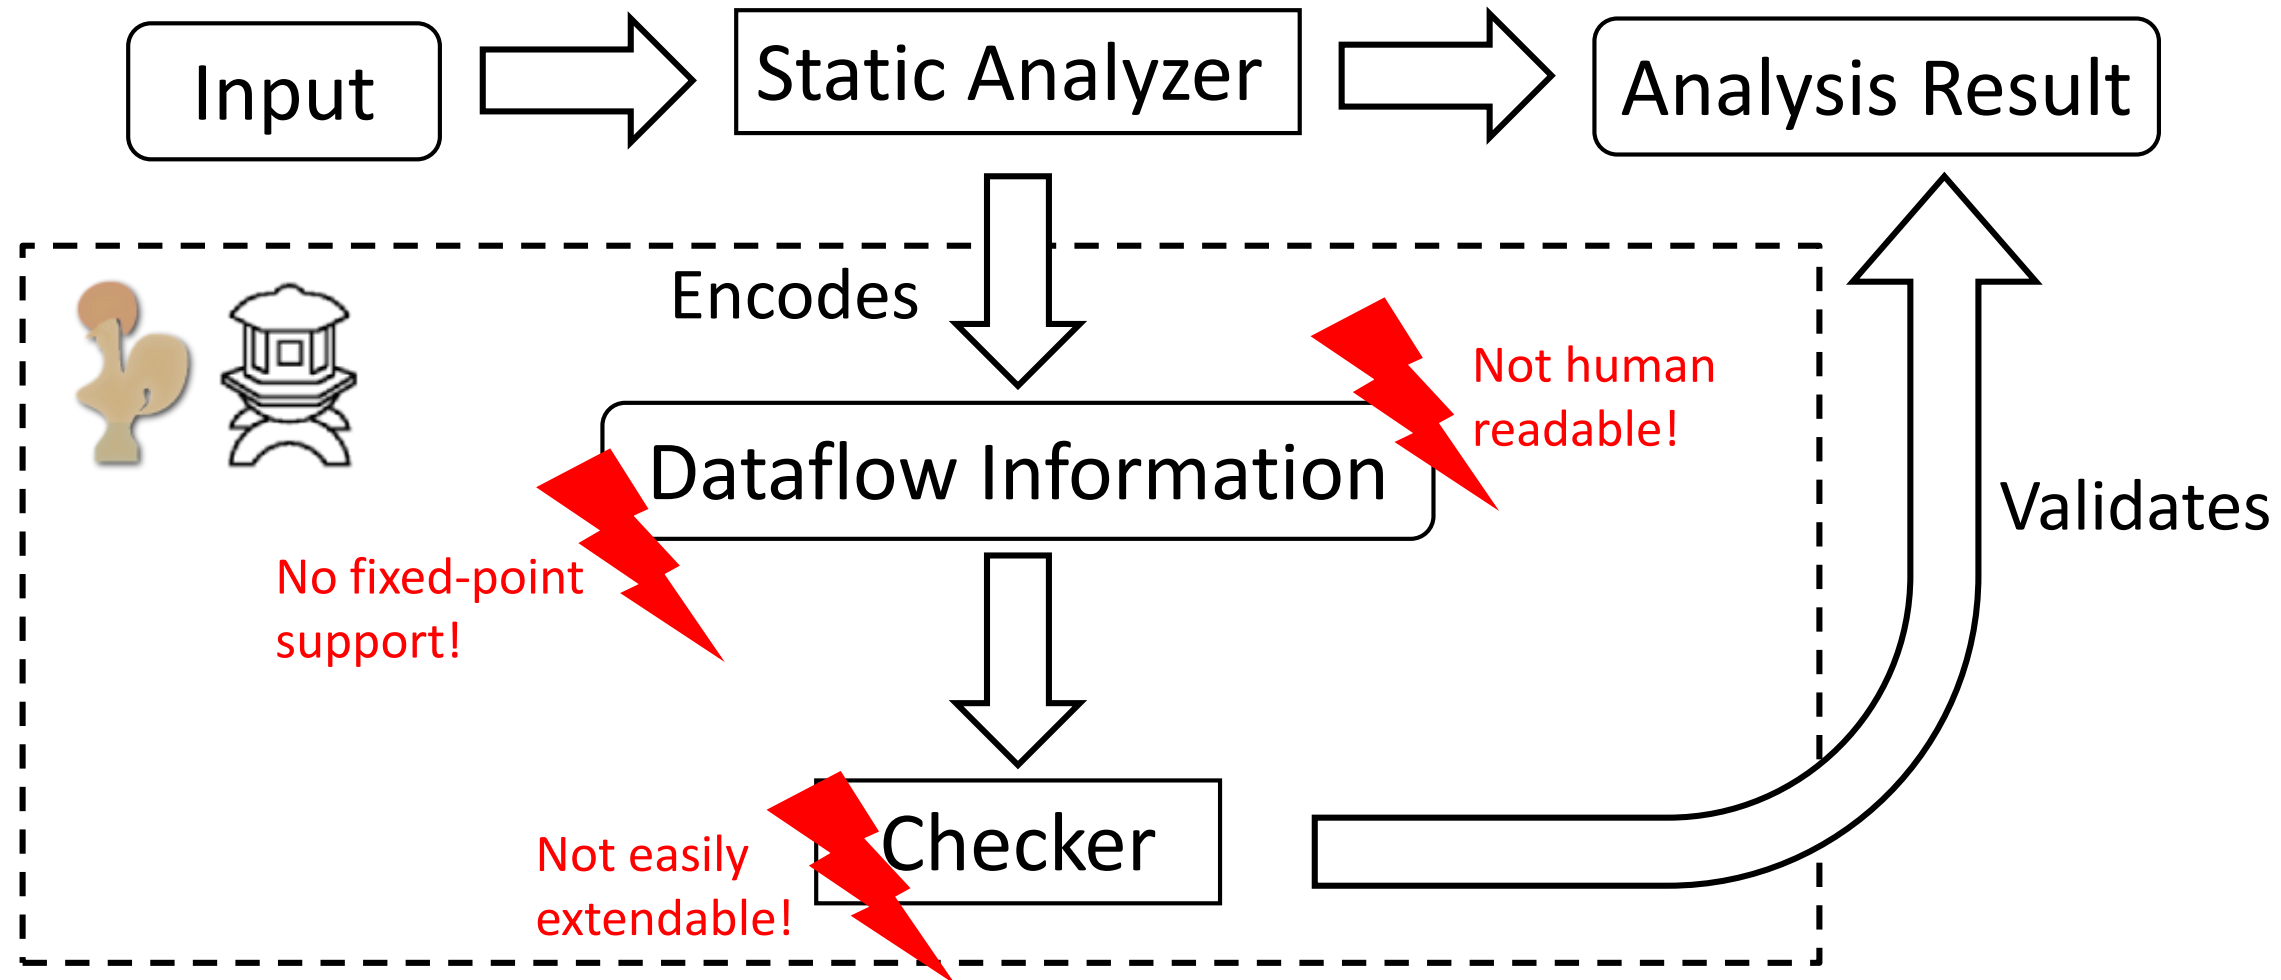 Input
Static Analyzer
Analysis Result
Encodes
Not human
readable!
Dataflow Information
Validates
No fixed-point
support!
Not easily
extendable!
Checker